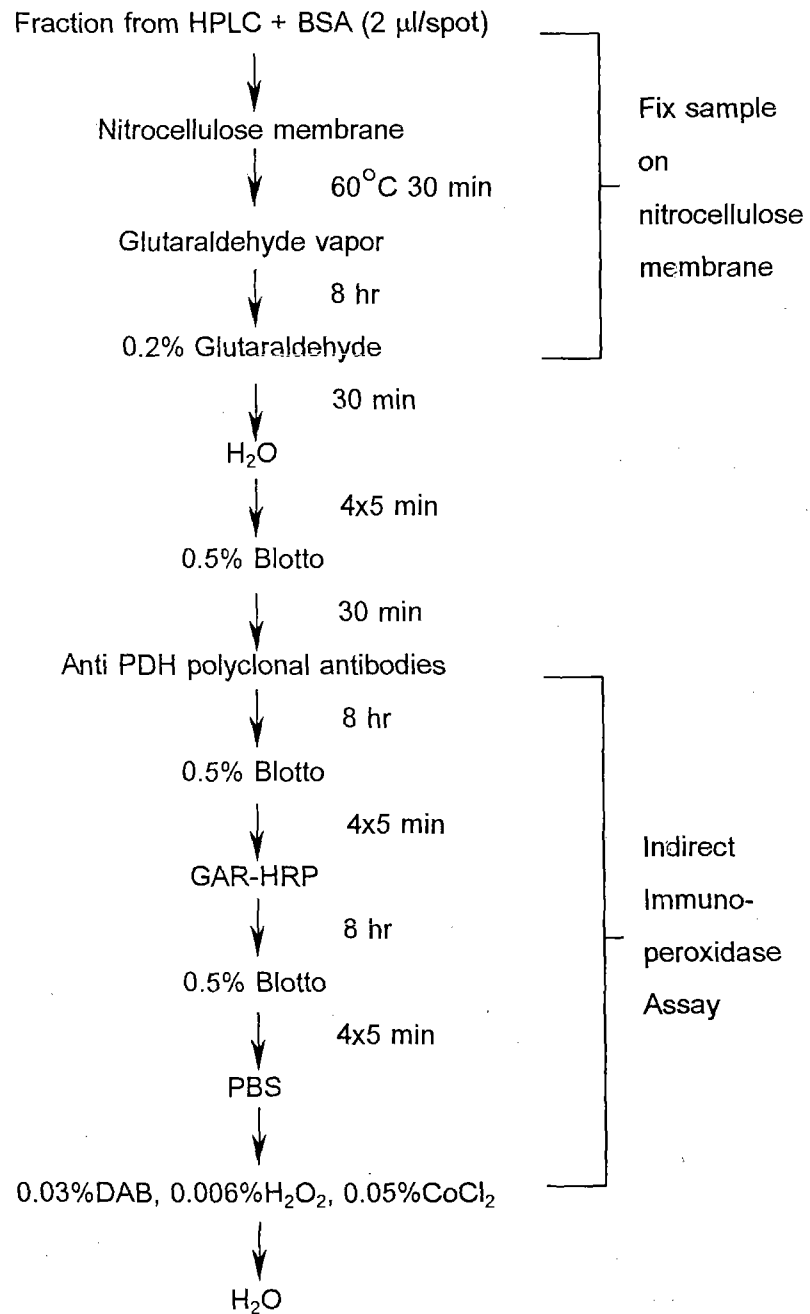 Fraction from HPLC + BSA (2 µl/spot)
Nitrocellulose membrane
60°C 30 min
Glutaraldehyde vapor
8 hr
0.2% Glutaraldehyde
Fix sample
on
nitrocellulose
membrane
30 min
H₂O
4x5 min
0.5% Blotto
30 min
Anti PDH polyclonal antibodies
8 hr
0.5% Blotto
4x5 min
GAR-HRP
8 hr
0.5% Blotto
4x5 min
PBS
0.03%DAB, 0.006%H₂O₂, 0.05%CoCl₂
Indirect
Immuno-
peroxidase
Assay
H₂O